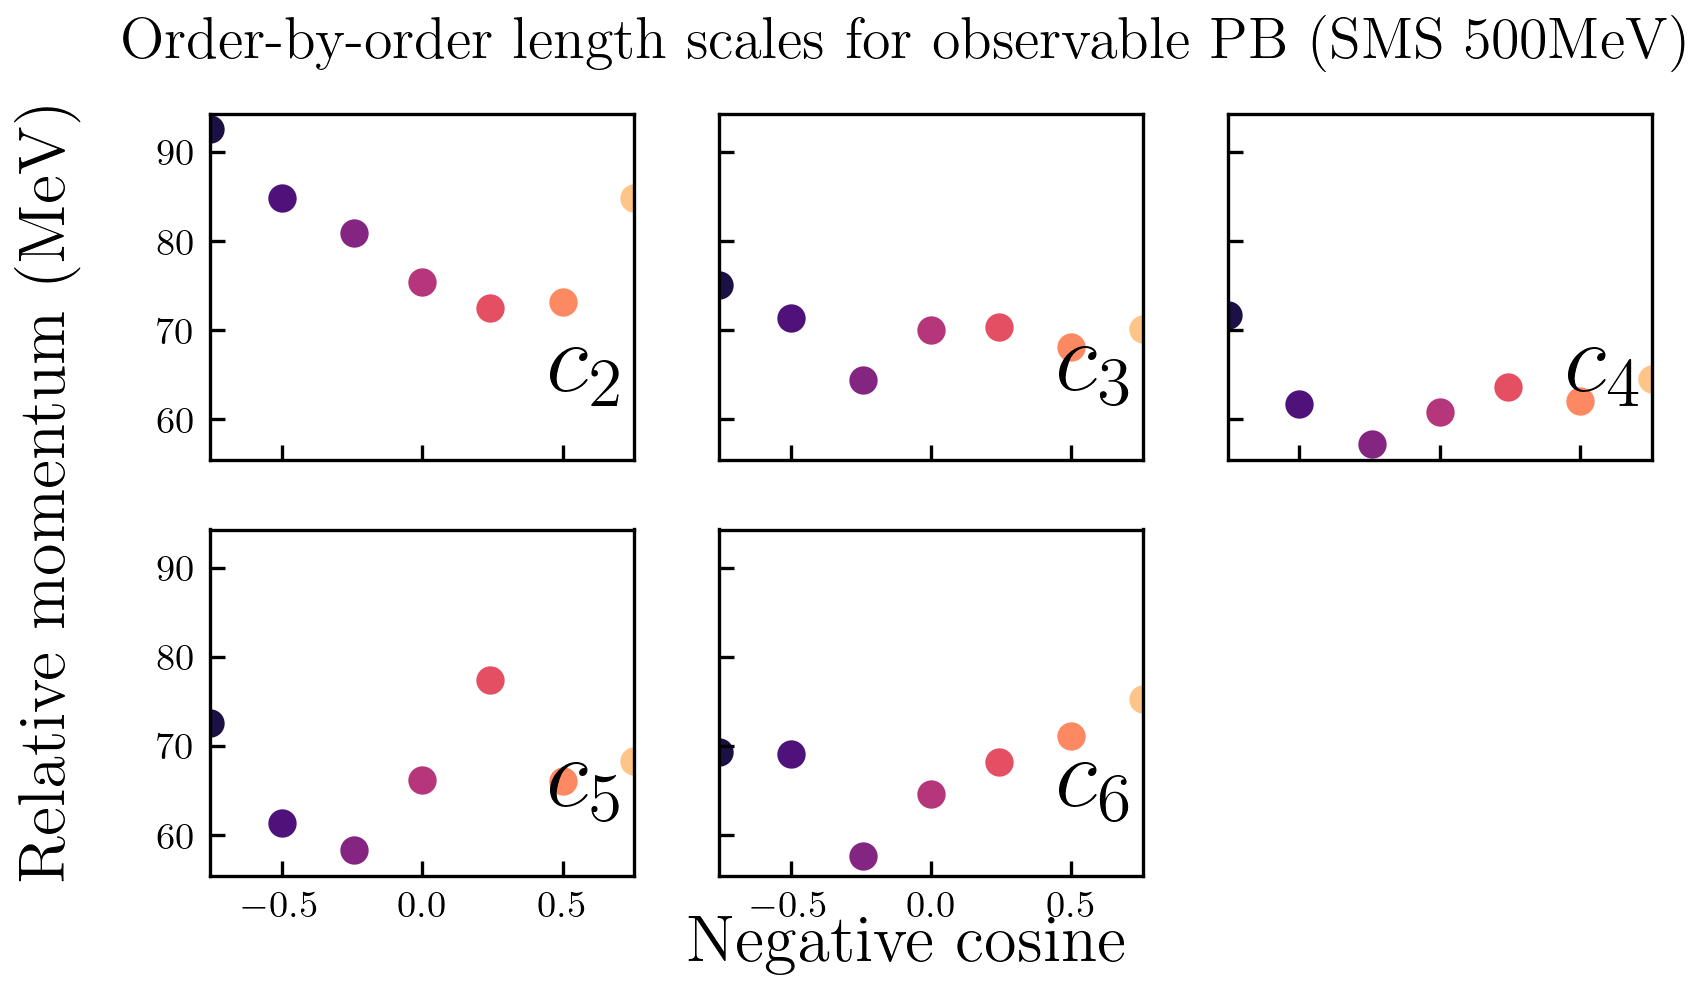 Order-by-order length scales for observable PB (SMS 500MeV)
Relative momentum (MeV)
90
80
70
60
c2
c3
c4
90
80
70
60
c5
c6
−0.5 0.0 0.5
−0.5 0.0 0.5
Negative cosine